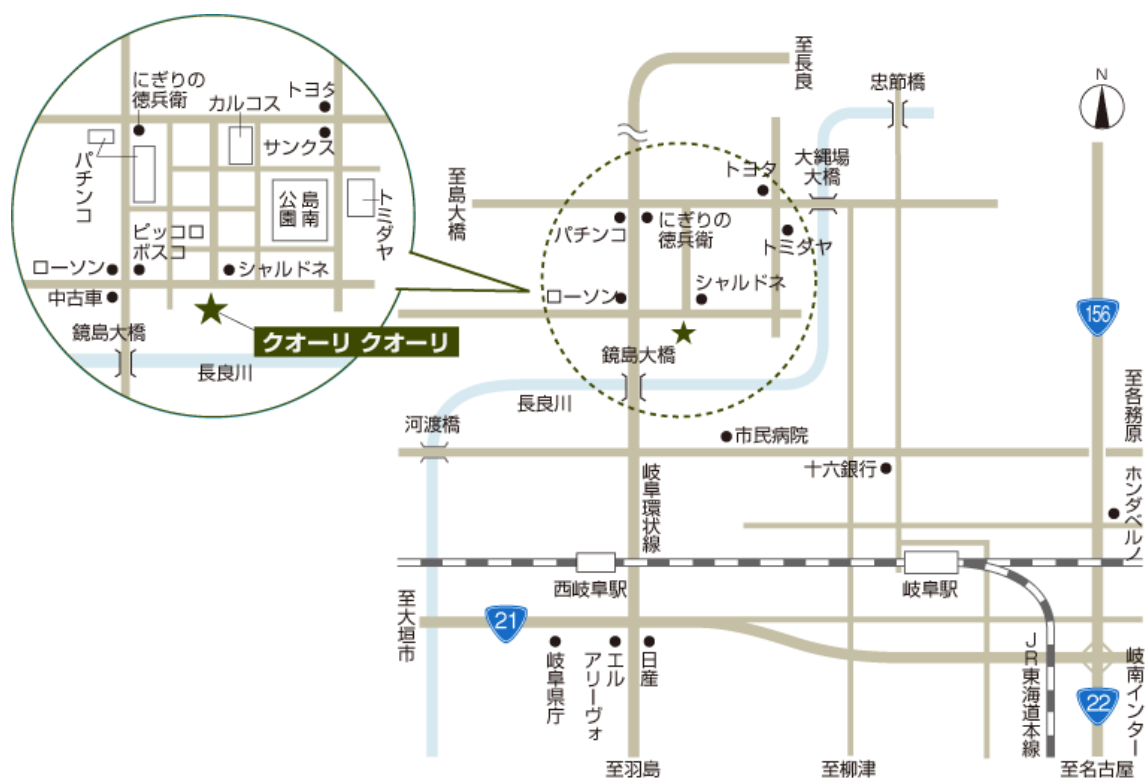 にぎりの
徳兵衛
トヨタ
カルコス
サンクス
パチンコ
島南
公園
トミダヤ
ピッコロ
ボスコ
ローソン
シャルドネ
中古車
クオーリ クオーリ
鏡島大橋
長良川
至長良
忠節橋
N
大縄場
大橋
トヨタ
至島大橋
パチンコ
にぎりの
徳兵衛
トミダヤ
ローソン
シャルドネ
156
鏡島大橋
長良川
至各務原
河渡橋
市民病院
十六銀行
岐阜環状線
ホンダベルノ
西岐阜駅
岐阜駅
至大垣市
21
岐阜県庁
エル
アリーヴォ
日産
JR東海道本線
岐南インター
22
至羽島
至柳津
至名古屋